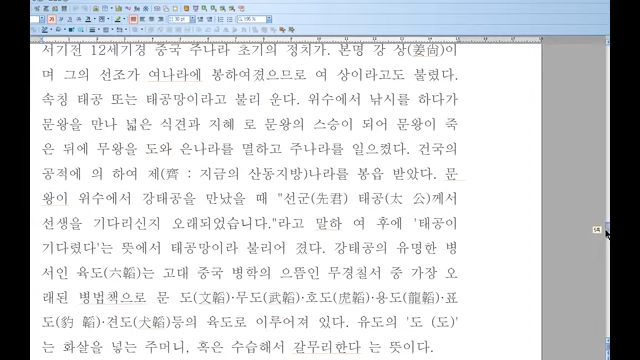 서기전 12세기경 중국 주나라 초기의 정치가. 본명 강 상(姜尙)이
며 그의 선조가 여나라에 봉하여졌으므로 여 상이라고도 불렸다.
속칭 태공 또는 태공망이라고 불리 운다. 위수에서 낚시를 하다가
문왕을 만나 넓은 식견과 지혜 로 문왕의 스승이 되어 문왕이 죽
은 뒤에 무왕을 도와 은나라를 멸하고 주나라를 일으켰다. 건국의
공적에 의 하여 제(齊 : 지금의 산동지방)나라를 봉읍 받았다. 문
왕이 위수에서 강태공을 만났을 때 "선군(先君) 태공(太 公)께서
선생을 기다리신지 오래되었습니다."라고 말하 여 후에 '태공이
기다렸다'는 뜻에서 태공망이라 불리어 졌다. 강태공의 유명한 병
서인 육도(六韜)는 고대 중국 병학의 으뜸인 무경칠서 중 가장 오
래된 병법책으로 문 도(文韜)·무도(武韜)·호도(虎韜)·용도(龍韜)·표
도(豹 韜)·견도(犬韜)등의 육도로 이루어져 있다. 유도의 '도 (도)'
는 화살을 넣는 주머니, 혹은 수습해서 갈무리한다 는 뜻이다.